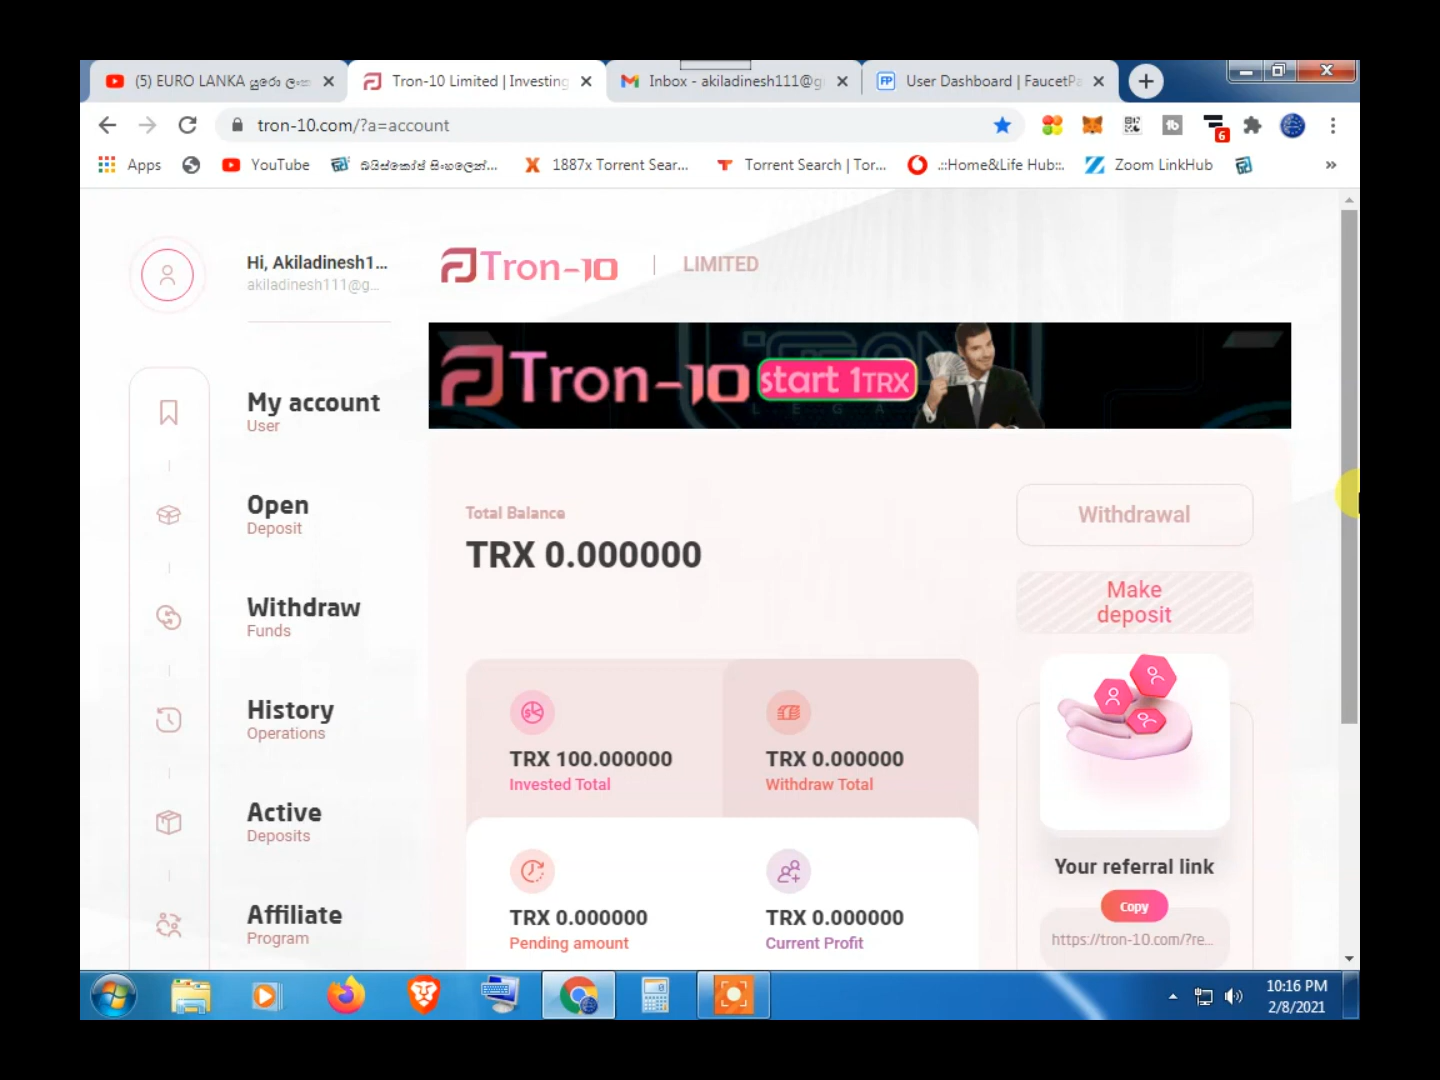 (5) EURO LANKA යුරෝ ලංක
Tron-10 Limited | Investing
Inbox - akiladinesh111@g
User Dashboard | FaucetPa
tron-10.com/?a=account
6
Apps
YouTube
1887x Torrent Sear...
Torrent Search | Tor...
.::Home&Life Hub::.
Zoom LinkHub
»
Hi, Akiladinesh1...
akiladinesh111@g...
Tron-10
LIMITED
Tron-10
start 1TRX
My account
User
Open
Deposit
Withdraw
Funds
History
Operations
Active
Deposits
Affiliate
Program
Total Balance
TRX 0.000000
Withdrawal
Make
deposit
TRX 100.000000
Invested Total
TRX 0.000000
Withdraw Total
TRX 0.000000
Pending amount
TRX 0.000000
Current Profit
Your referral link
Copy
https://tron-10.com/?re...
10:16 PM
2/8/2021